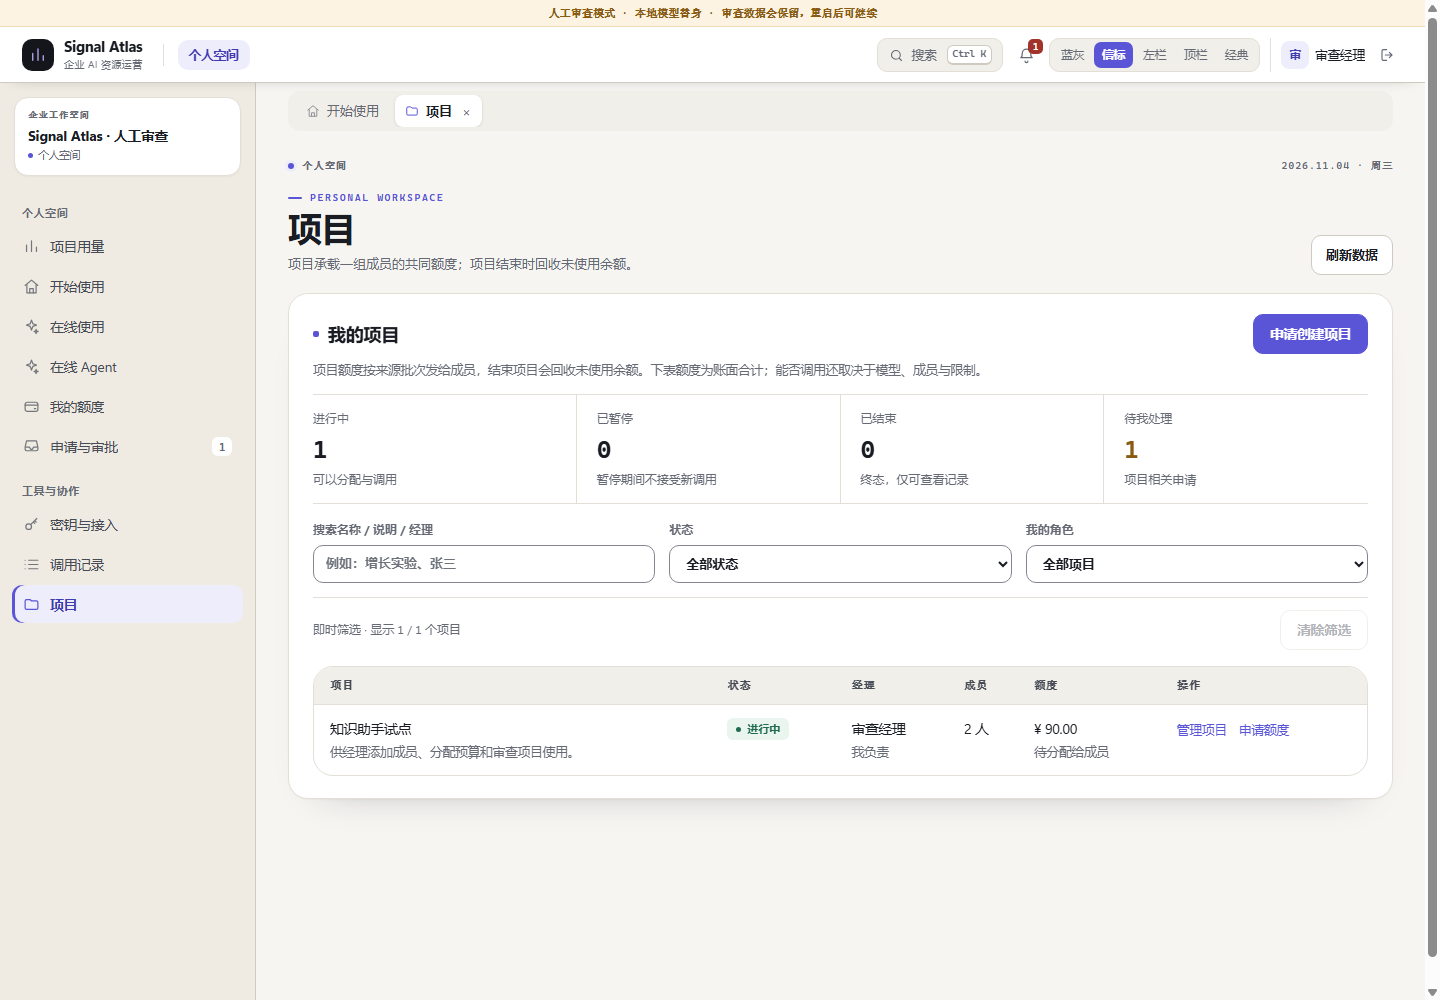 人工审查模式 · 本地模型替身 · 审查数据会保留，重启后可继续
Signal Atlas
企业 AI 资源运营
个人空间
搜索 Ctrl K
1
蓝灰 信标 左栏 顶栏 经典
审 审查经理
企业工作空间
Signal Atlas · 人工审查
个人空间
个人空间
项目用量
开始使用
在线使用
在线 Agent
我的额度
申请与审批 1
工具与协作
密钥与接入
调用记录
项目
开始使用 项目 ×
个人空间
2026.11.04 · 周三
PERSONAL WORKSPACE
项目
项目承载一组成员的共同额度；项目结束时回收未使用余额。
刷新数据
我的项目
申请创建项目
项目额度按来源批次发给成员，结束项目会回收未使用余额。下表额度为账面合计；能否调用还取决于模型、成员与限制。
进行中 已暂停 已结束 待我处理
1 0 0 1
可以分配与调用 暂停期间不接受新调用 终态，仅可查看记录 项目相关申请
搜索名称 / 说明 / 经理 状态 我的角色
例如：增长实验、张三 全部状态 全部项目
即时筛选 · 显示 1 / 1 个项目
清除筛选
项目 状态 经理 成员 额度 操作
知识助手试点 进行中 审查经理 2 人 ¥ 90.00 管理项目 申请额度
供经理添加成员、分配预算和审查项目使用。 我负责 待分配给成员